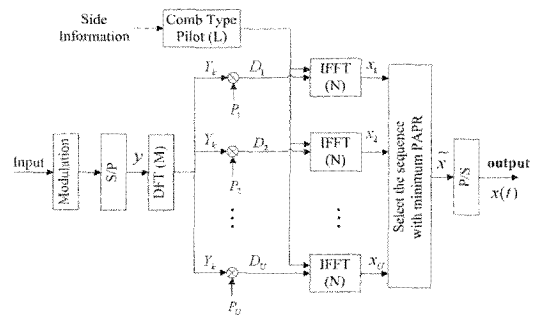 Side
Information
Comb Type
Pilot (L)
Input
Modulation
S/P
y
DFT (M)
Y_k
D_1
P_1
IFFT
(N)
x_1
Y_k
D_2
P_2
IFFT
(N)
x_2
Y_k
D_U
P_U
IFFT
(N)
x_U
Select the sequence
with minimum PAPR
x̃
P/S
output
x(t)